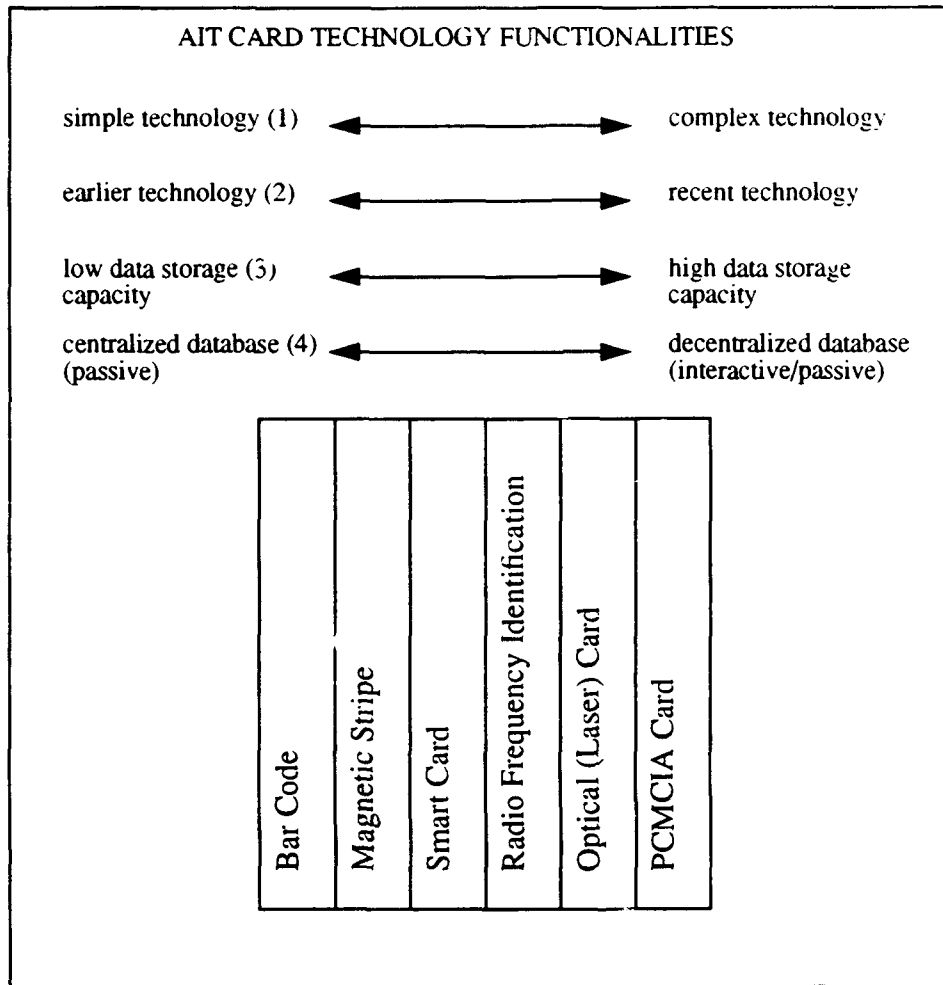 AIT CARD TECHNOLOGY FUNCTIONALITIES
simple technology (1)
complex technology
earlier technology (2)
recent technology
low data storage (3)
capacity
high data storage
capacity
centralized database (4)
(passive)
decentralized database
(interactive/passive)
Bar Code
Magnetic Stripe
Smart Card
Radio Frequency Identification
Optical (Laser) Card
PCMCIA Card